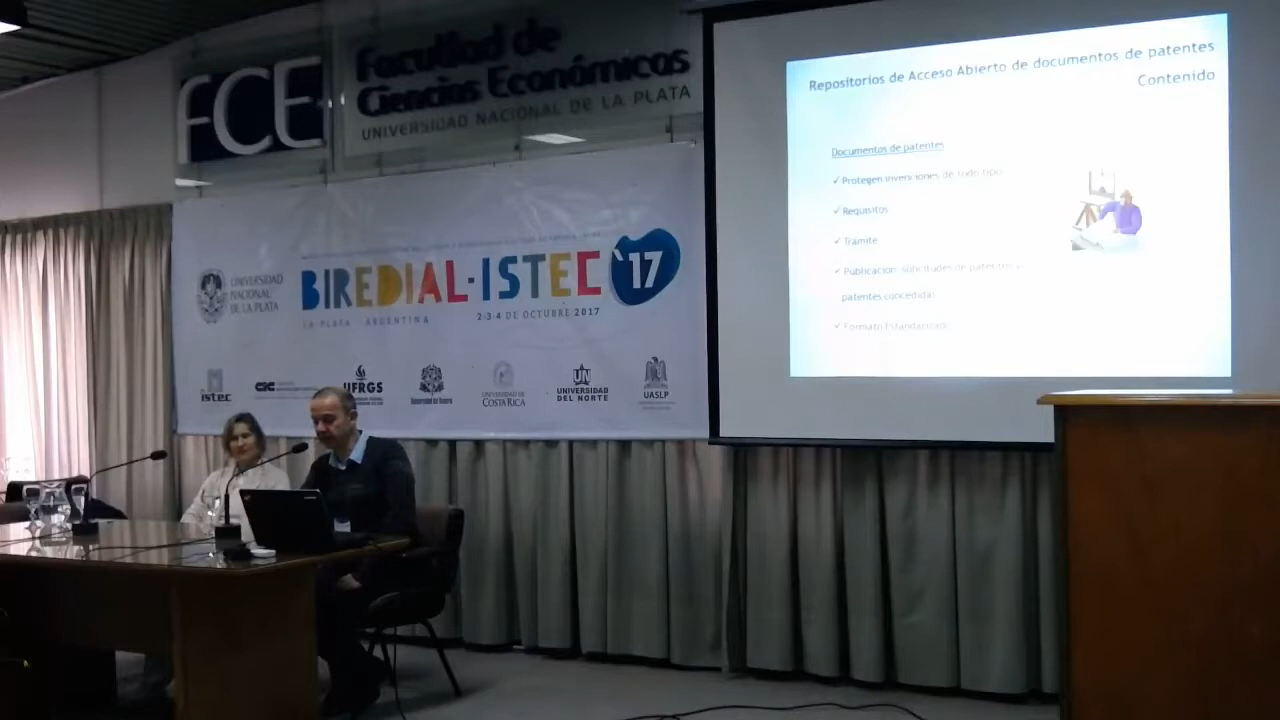 FCE
Facultad de
Ciencias Económicas
UNIVERSIDAD NACIONAL DE LA PLATA
UNIVERSIDAD
NACIONAL
DE LA PLATA
BIREDIAL-ISTEC '17
LA PLATA ARGENTINA
2·3·4 DE OCTUBRE 2017
istec
CIC
UFRGS
UNIVERSIDAD DE
COSTA RICA
UNIVERSIDAD
DEL NORTE
UASLP
Repositorios de Acceso Abierto de documentos de patentes
Contenido
Documentos de patentes
✓ Protegen invenciones de todo tipo
✓ Requisitos
✓ Trámite
✓ Publicación: solicitudes de patentes y
patentes concedidas
✓ Formato Estandarizado